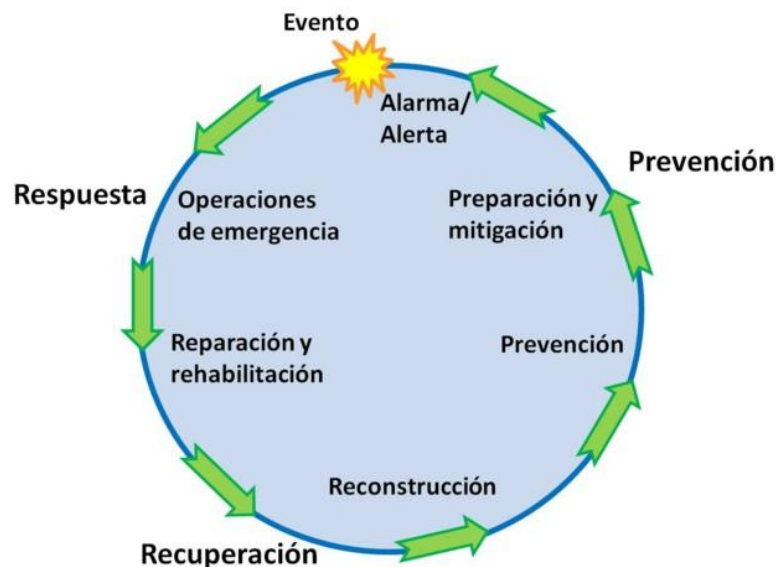 Evento
Alarma/
Alerta
Prevención
Respuesta
Operaciones
de emergencia
Preparación y
mitigación
Reparación y
rehabilitación
Prevención
Reconstrucción
Recuperación